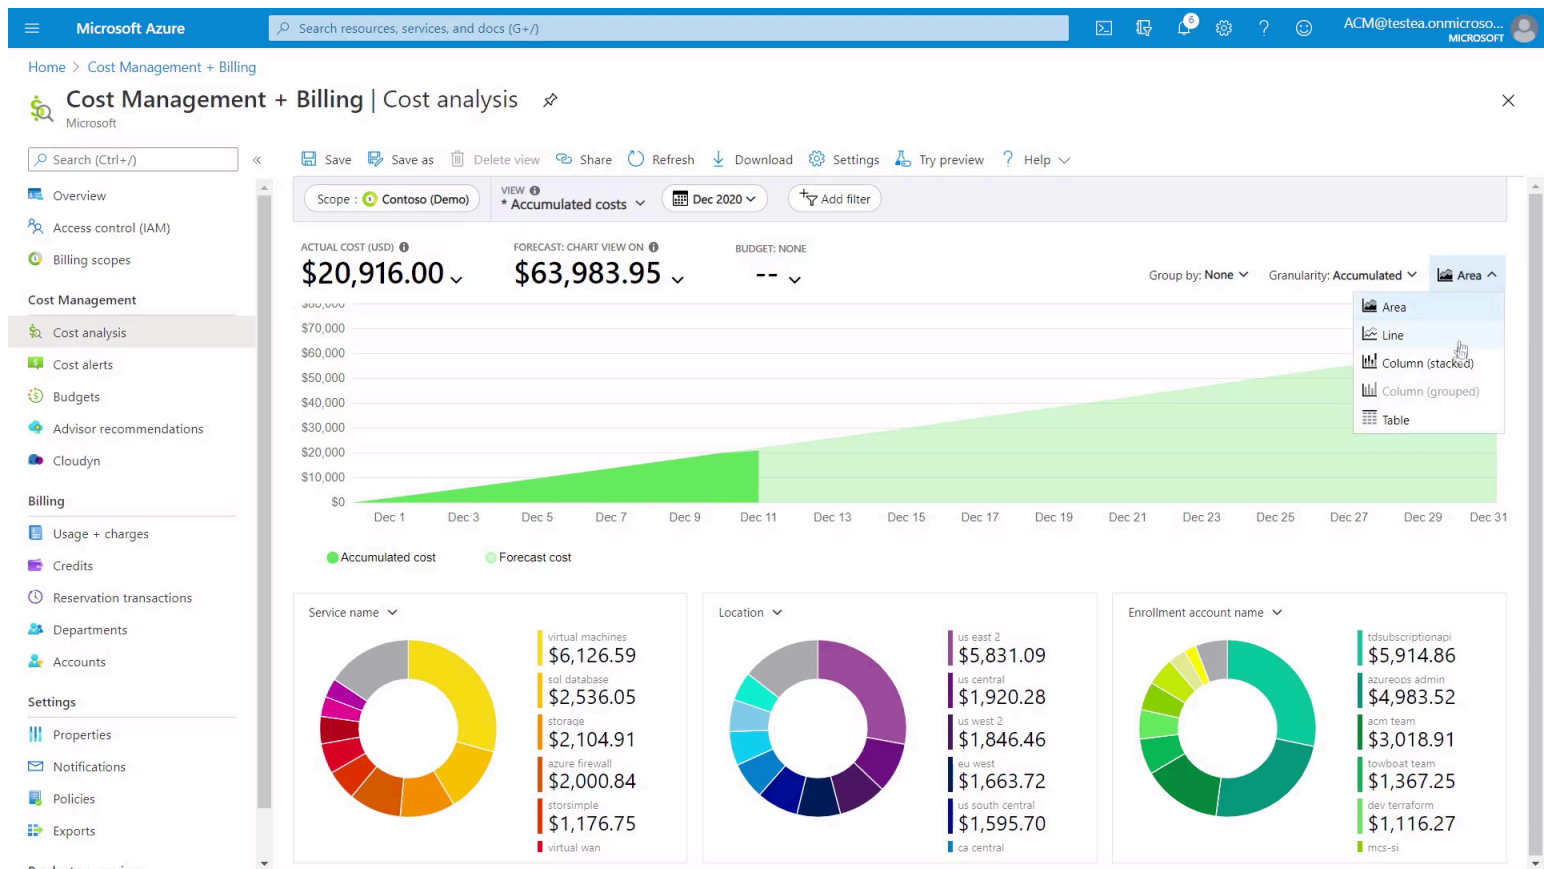 Microsoft Azure
Search resources, services, and docs (G+/)
6
ACM@testea.onmicroso...
MICROSOFT
Home > Cost Management + Billing
Cost Management + Billing | Cost analysis
Microsoft
Search (Ctrl+/)
«
Save
Save as
Delete view
Share
Refresh
Download
Settings
Try preview
? Help
Overview
Access control (IAM)
Billing scopes
Cost Management
Cost analysis
Cost alerts
Budgets
Advisor recommendations
Cloudyn
Billing
Usage + charges
Credits
Reservation transactions
Departments
Accounts
Settings
Properties
Notifications
Policies
Exports
Scope : Contoso (Demo)
VIEW
* Accumulated costs
Dec 2020
Add filter
ACTUAL COST (USD)
$20,916.00
FORECAST: CHART VIEW ON
$63,983.95
BUDGET: NONE
--
Group by: None
Granularity: Accumulated
Area
Area
Line
Column (stacked)
Column (grouped)
Table
$80,000
$70,000
$60,000
$50,000
$40,000
$30,000
$20,000
$10,000
$0
Dec 1 Dec 3 Dec 5 Dec 7 Dec 9 Dec 11 Dec 13 Dec 15 Dec 17 Dec 19 Dec 21 Dec 23 Dec 25 Dec 27 Dec 29 Dec 31
Accumulated cost
Forecast cost
Service name
virtual machines
$6,126.59
sql database
$2,536.05
storage
$2,104.91
azure firewall
$2,000.84
storsimple
$1,176.75
virtual wan
Location
us east 2
$5,831.09
us central
$1,920.28
us west 2
$1,846.46
eu west
$1,663.72
us south central
$1,595.70
ca central
Enrollment account name
tdsubscriptionapi
$5,914.86
azureops admin
$4,983.52
acm team
$3,018.91
towboat team
$1,367.25
dev terraform
$1,116.27
mcs-si